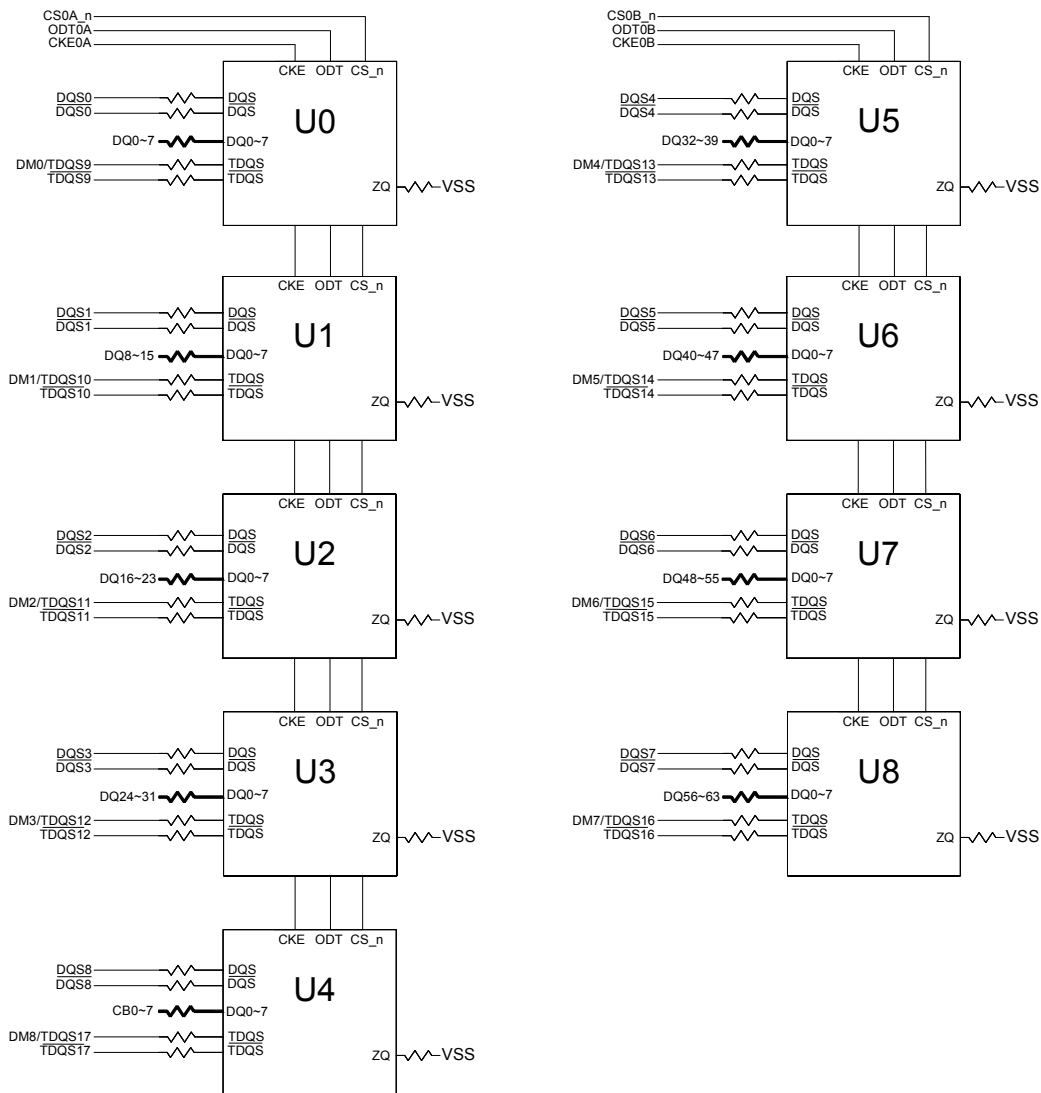 CS0A_n
ODT0A
CKE0A
CKE ODT CS_n
DQS0
DQS0
DQS
DQS
U0
DQ0~7
DQ0~7
DM0/TDQS9
TDQS9
TDQS
TDQS
ZQ
VSS
CKE ODT CS_n
DQS1
DQS1
DQS
DQS
U1
DQ8~15
DQ0~7
DM1/TDQS10
TDQS10
TDQS
TDQS
ZQ
VSS
CKE ODT CS_n
DQS2
DQS2
DQS
DQS
U2
DQ16~23
DQ0~7
DM2/TDQS11
TDQS11
TDQS
TDQS
ZQ
VSS
CKE ODT CS_n
DQS3
DQS3
DQS
DQS
U3
DQ24~31
DQ0~7
DM3/TDQS12
TDQS12
TDQS
TDQS
ZQ
VSS
CKE ODT CS_n
DQS8
DQS8
DQS
DQS
U4
CB0~7
DQ0~7
DM8/TDQS17
TDQS17
TDQS
TDQS
ZQ
VSS
CS0B_n
ODT0B
CKE0B
CKE ODT CS_n
DQS4
DQS4
DQS
DQS
U5
DQ32~39
DQ0~7
DM4/TDQS13
TDQS13
TDQS
TDQS
ZQ
VSS
CKE ODT CS_n
DQS5
DQS5
DQS
DQS
U6
DQ40~47
DQ0~7
DM5/TDQS14
TDQS14
TDQS
TDQS
ZQ
VSS
CKE ODT CS_n
DQS6
DQS6
DQS
DQS
U7
DQ48~55
DQ0~7
DM6/TDQS15
TDQS15
TDQS
TDQS
ZQ
VSS
CKE ODT CS_n
DQS7
DQS7
DQS
DQS
U8
DQ56~63
DQ0~7
DM7/TDQS16
TDQS16
TDQS
TDQS
ZQ
VSS